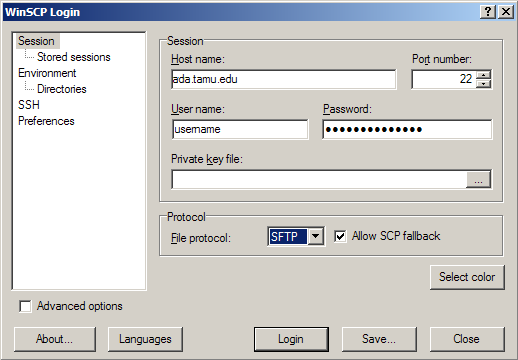 WinSCP Login
Session
Stored sessions
Environment
Directories
SSH
Preferences
Session
Host name:
Port number:
ada.tamu.edu
22
User name:
Password:
username
●●●●●●●●●●●●●●
Private key file:
...
Protocol
File protocol:
SFTP
Allow SCP fallback
Select color
Advanced options
About...
Languages
Login
Save...
Close